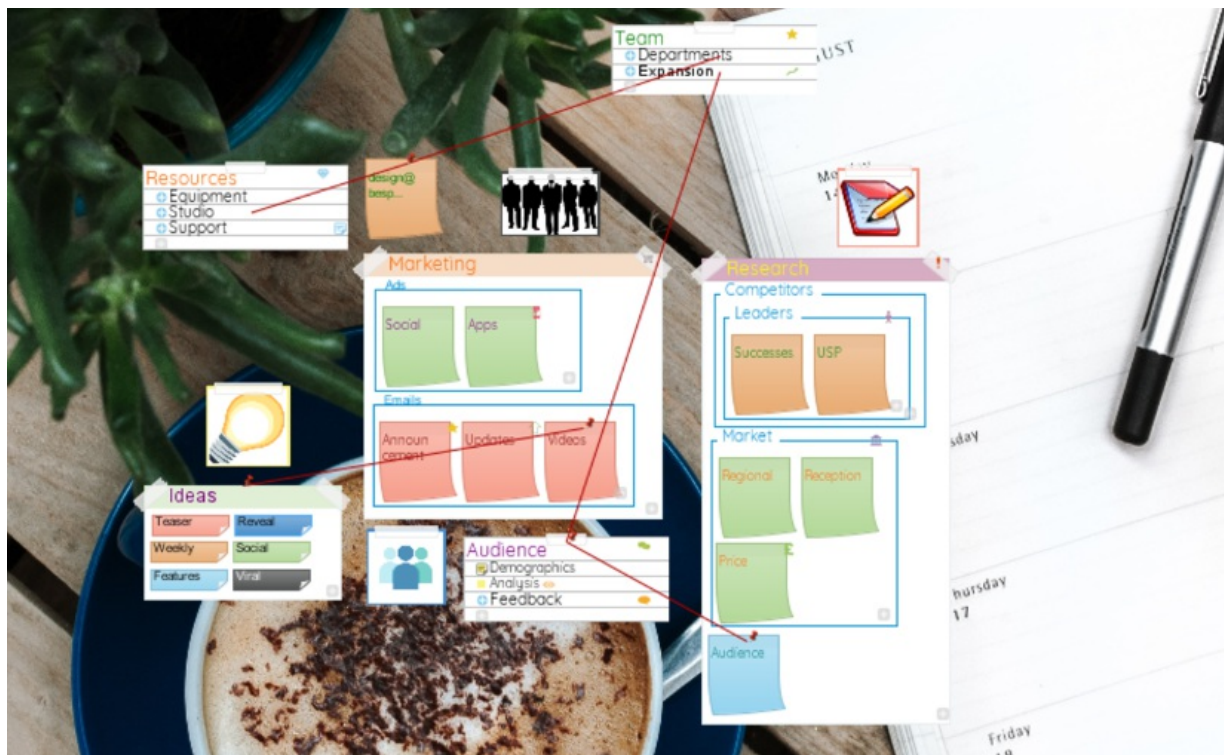 Team
Departments
Expansion
UST
Resources
Equipment
Studio
Support
design@
besp...
14
Marketing
Ads
Social
Apps
Emails
Announ
cement
Updates
Videos
Research
Competitors
Leaders
Successes
USP
Market
Regional
Reception
Price
Audience
Ideas
Teaser
Reveal
Weekly
Social
Features
Viral
Audience
Demographics
Analysis
Feedback
sday
hursday
17
Friday